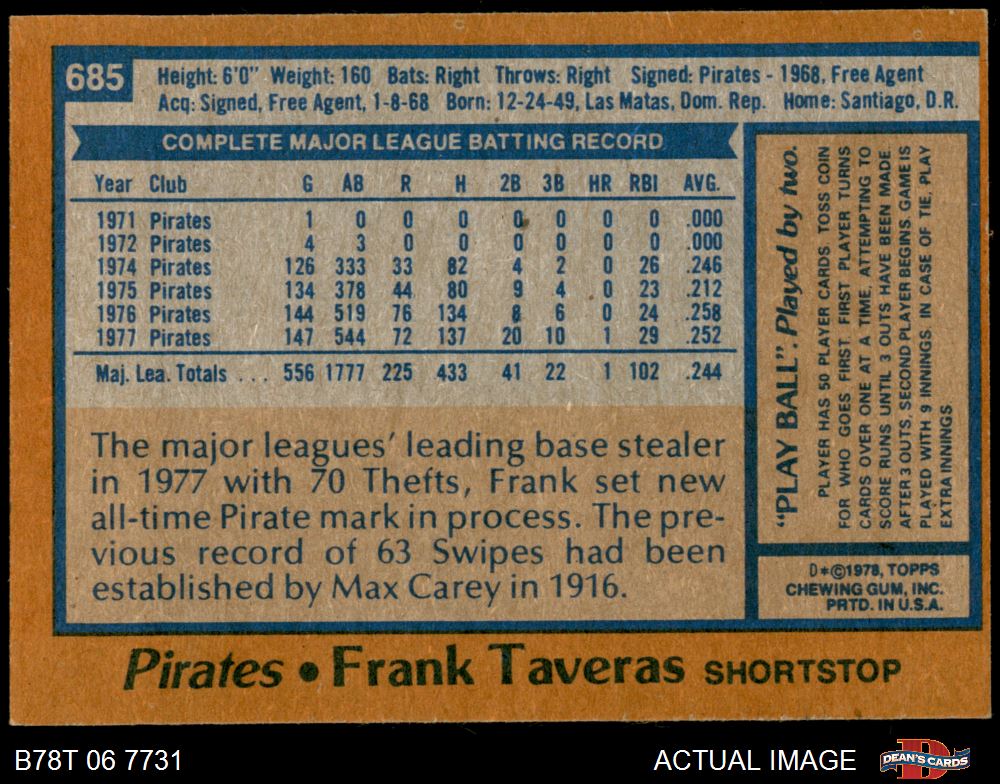 685
Height: 6'0" Weight: 160 Bats: Right Throws: Right Signed: Pirates - 1968, Free Agent
Acq: Signed, Free Agent, 1-8-68 Born: 12-24-49, Las Matas, Dom. Rep. Home: Santiago, D.R.
COMPLETE MAJOR LEAGUE BATTING RECORD
Year Club G AB R H 2B 3B HR RBI AVG.
1971 Pirates 1 0 0 0 0 0 0 0 .000
1972 Pirates 4 3 0 0 0 0 0 0 .000
1974 Pirates 126 333 33 82 4 2 0 26 .246
1975 Pirates 134 378 44 80 9 4 0 23 .212
1976 Pirates 144 519 76 134 8 6 0 24 .258
1977 Pirates 147 544 72 137 20 10 1 29 .252
Maj. Lea. Totals ... 556 1777 225 433 41 22 1 102 .244
The major leagues' leading base stealer
in 1977 with 70 Thefts, Frank set new
all-time Pirate mark in process. The pre-
vious record of 63 Swipes had been
established by Max Carey in 1916.
"PLAY BALL". Played by two.
PLAYER HAS 50 PLAYER CARDS TOSS COIN
FOR WHO GOES FIRST. FIRST PLAYER TURNS
CARDS OVER ONE AT A TIME, ATTEMPTING TO
SCORE RUNS UNTIL 3 OUTS HAVE BEEN MADE.
AFTER 3 OUTS, SECOND PLAYER BEGINS. GAME IS
PLAYED WITH 9 INNINGS. IN CASE OF TIE, PLAY
EXTRA INNINGS
D*©1978, TOPPS
CHEWING GUM, INC.
PRTD. IN U.S.A.
Pirates • Frank Taveras SHORTSTOP
B78T 06 7731
ACTUAL IMAGE
D
DEAN'S CARDS